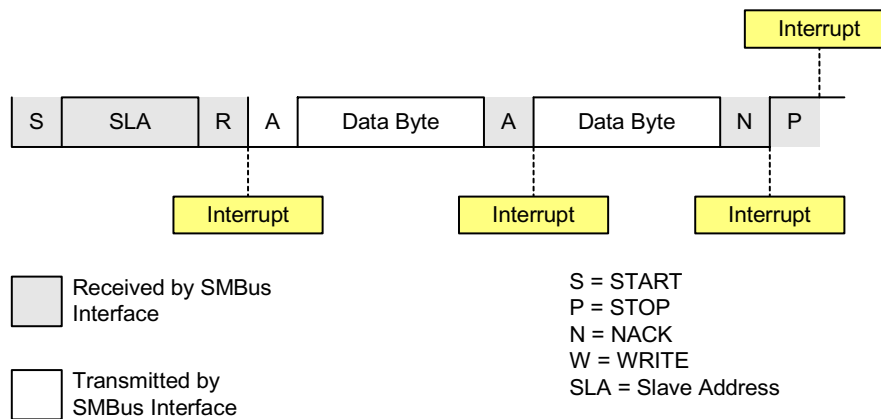 Interrupt
S SLA R A Data Byte A Data Byte N P
Interrupt Interrupt Interrupt
Received by SMBus
Interface
Transmitted by
SMBus Interface
S = START
P = STOP
N = NACK
W = WRITE
SLA = Slave Address